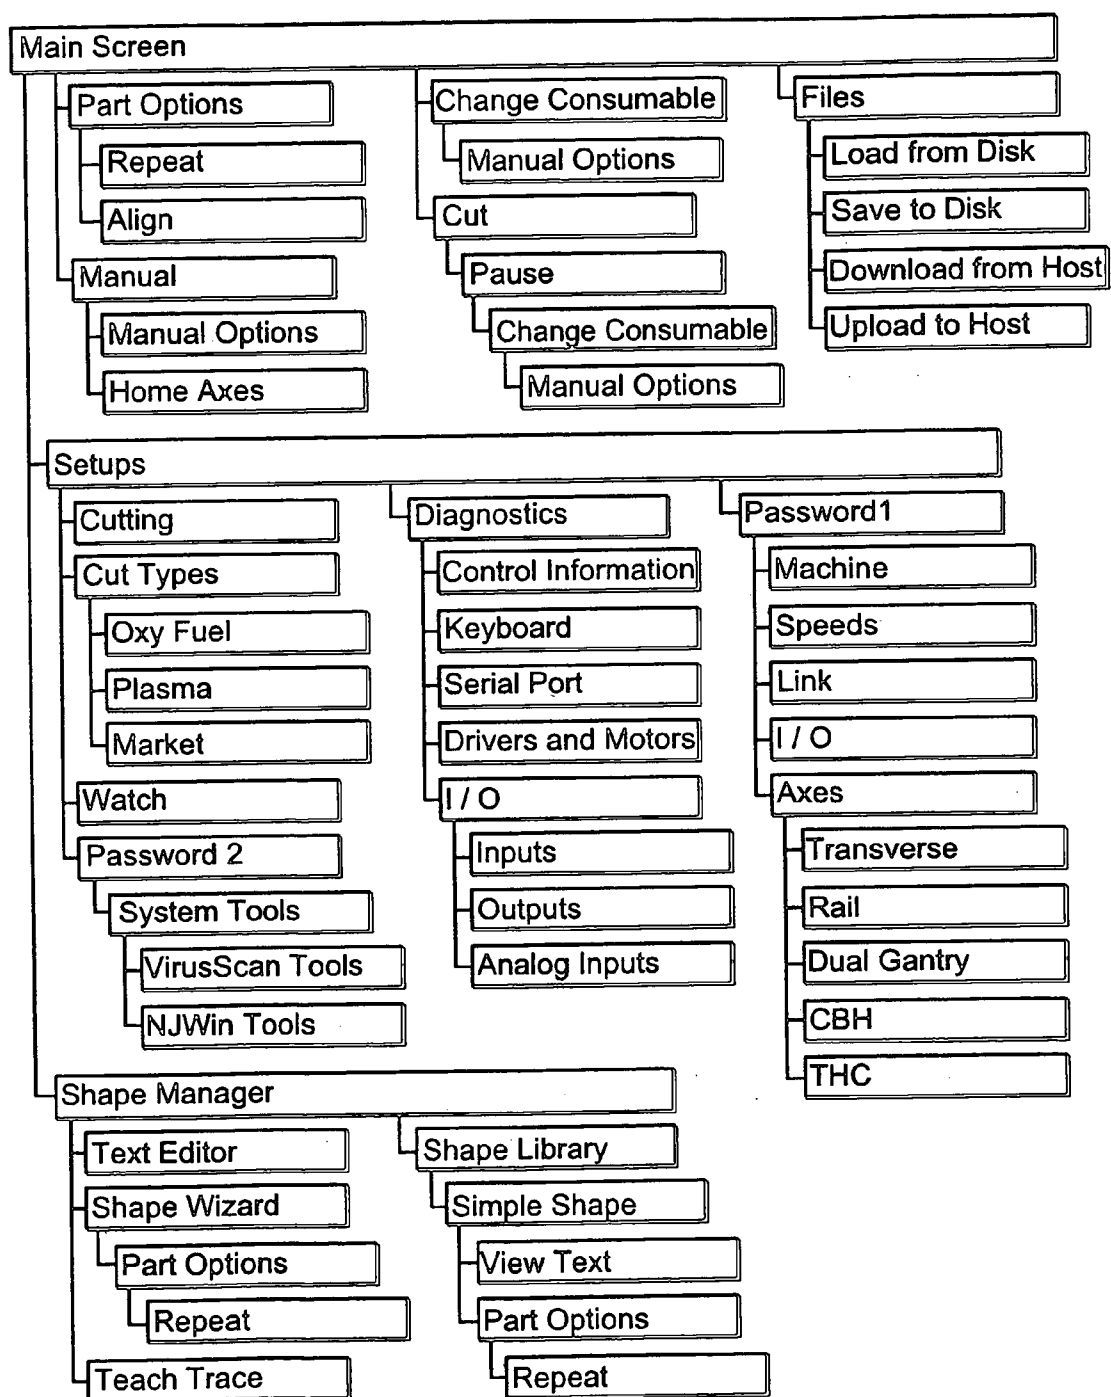 Main Screen
Part Options
Repeat
Align
Manual
Manual Options
Home Axes
Change Consumable
Manual Options
Cut
Pause
Change Consumable
Manual Options
Files
Load from Disk
Save to Disk
Download from Host
Upload to Host
Setups
Cutting
Cut Types
Oxy Fuel
Plasma
Market
Watch
Password 2
System Tools
VirusScan Tools
NJWin Tools
Diagnostics
Control Information
Keyboard
Serial Port
Drivers and Motors
I / O
Inputs
Outputs
Analog Inputs
Password1
Machine
Speeds
Link
I / O
Axes
Transverse
Rail
Dual Gantry
CBH
THC
Shape Manager
Text Editor
Shape Wizard
Part Options
Repeat
Teach Trace
Shape Library
Simple Shape
View Text
Part Options
Repeat